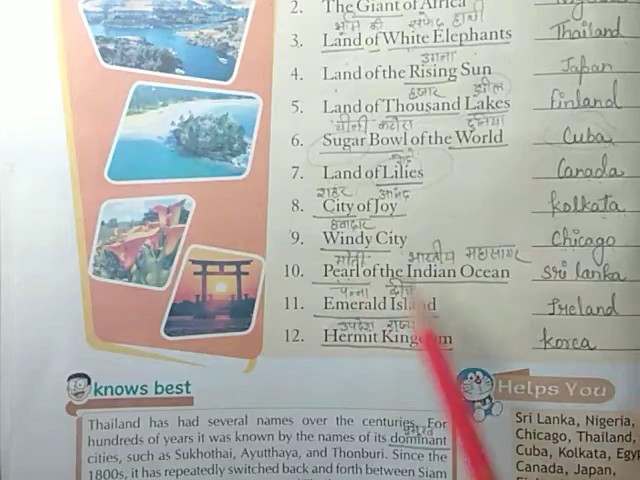 2. The Giant of Africa
भूमि की सफेद हाथी
3. Land of White Elephants Thailand
उगना
4. Land of the Rising Sun Japan
हजार झील
5. Land of Thousand Lakes Finland
चीनी कटोरा दुनिया
6. Sugar Bowl of the World Cuba
7. Land of Lilies Canada
शहर आनंद
8. City of Joy Kolkata
हवादार
9. Windy City Chicago
मोती भारतीय महासागर
10. Pearl of the Indian Ocean Sri lanka
पन्ना द्वीप
11. Emerald Island Ireland
राज्य
12. Hermit Kingdom Korea
knows best
Thailand has had several names over the centuries. For
प्रमुख
hundreds of years it was known by the names of its dominant
cities, such as Sukhothai, Ayutthaya, and Thonburi. Since the
1800s, it has repeatedly switched back and forth between Siam
Helps You
Sri Lanka, Nigeria,
Chicago, Thailand,
Cuba, Kolkata, Egyp
Canada, Japan,